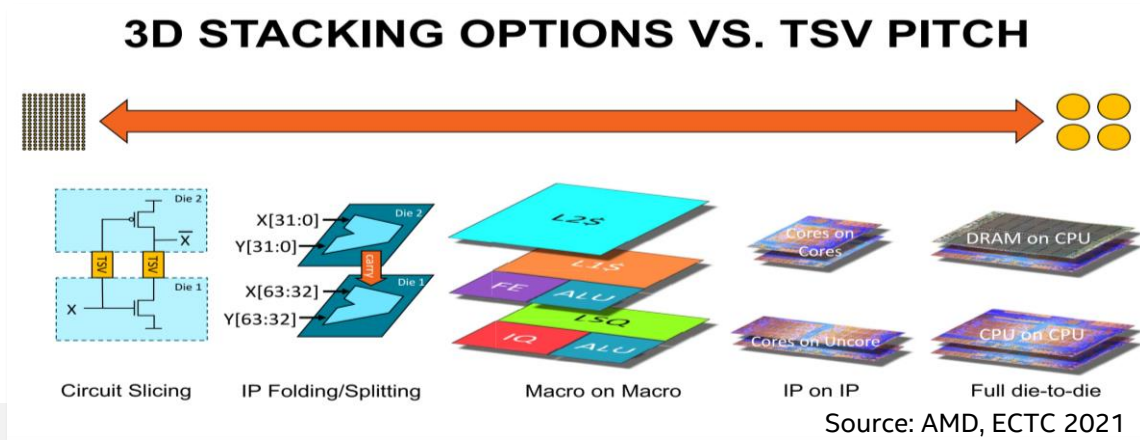 3D STACKING OPTIONS VS. TSV PITCH
Die 2
X
TSV
TSV
Die 1
X
Circuit Slicing
X[31:0]
Y[31:0]
Die 2
carry
X[63:32]
Y[63:32]
Die 1
IP Folding/Splitting
L2$
L1$
FE
ALU
LSQ
IQ
ALU
Macro on Macro
Cores on
Cores
Cores on Uncore
IP on IP
DRAM on CPU
CPU on CPU
Full die-to-die
Source: AMD, ECTC 2021